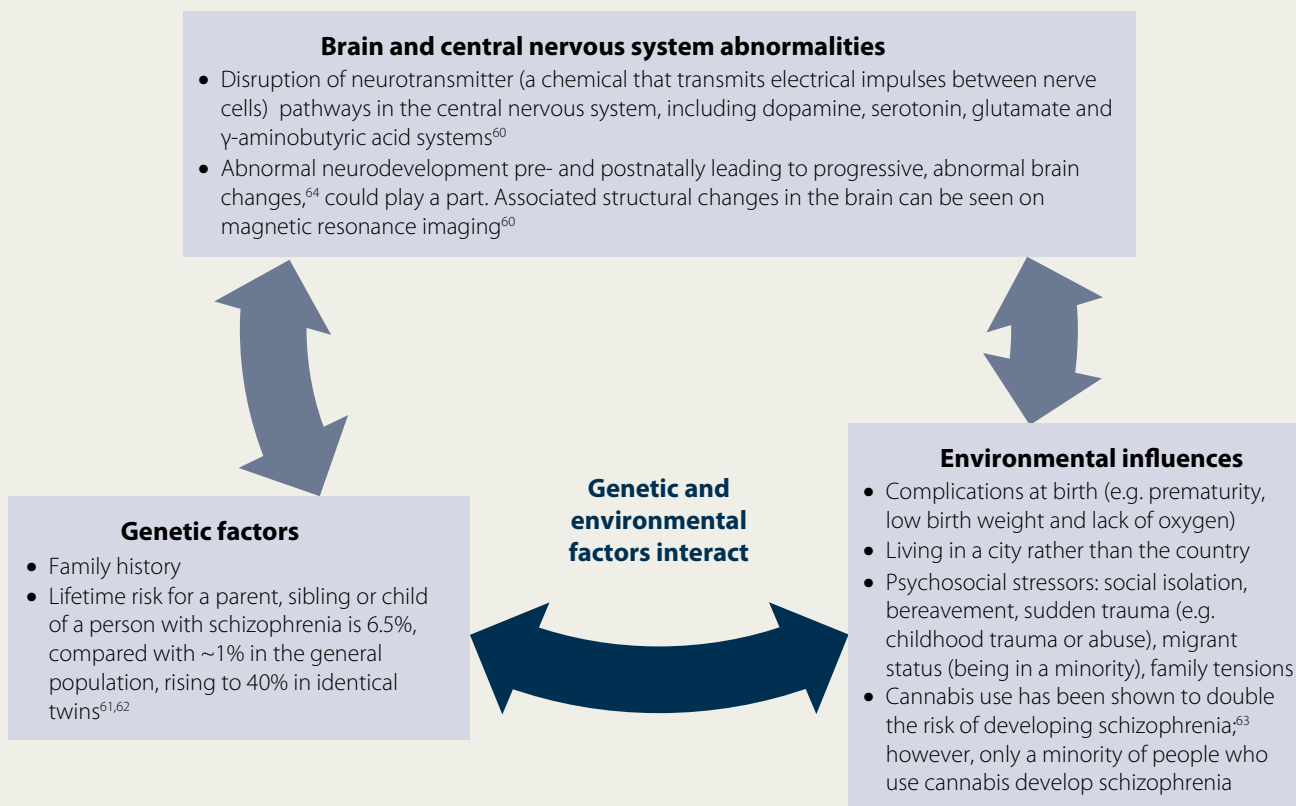 Brain and central nervous system abnormalities
• Disruption of neurotransmitter (a chemical that transmits electrical impulses between nerve
cells)  pathways in the central nervous system, including dopamine, serotonin, glutamate and
γ-aminobutyric acid systems60
• Abnormal neurodevelopment pre- and postnatally leading to progressive, abnormal brain
changes,64 could play a part. Associated structural changes in the brain can be seen on
magnetic resonance imaging60
Genetic factors
• Family history
• Lifetime risk for a parent, sibling or child
of a person with schizophrenia is 6.5%,
compared with ~1% in the general
population, rising to 40% in identical
twins61,62
Genetic and
environmental
factors interact
Environmental influences
• Complications at birth (e.g. prematurity,
low birth weight and lack of oxygen)
• Living in a city rather than the country
• Psychosocial stressors: social isolation,
bereavement, sudden trauma (e.g.
childhood trauma or abuse), migrant
status (being in a minority), family tensions
• Cannabis use has been shown to double
the risk of developing schizophrenia;63
however, only a minority of people who
use cannabis develop schizophrenia